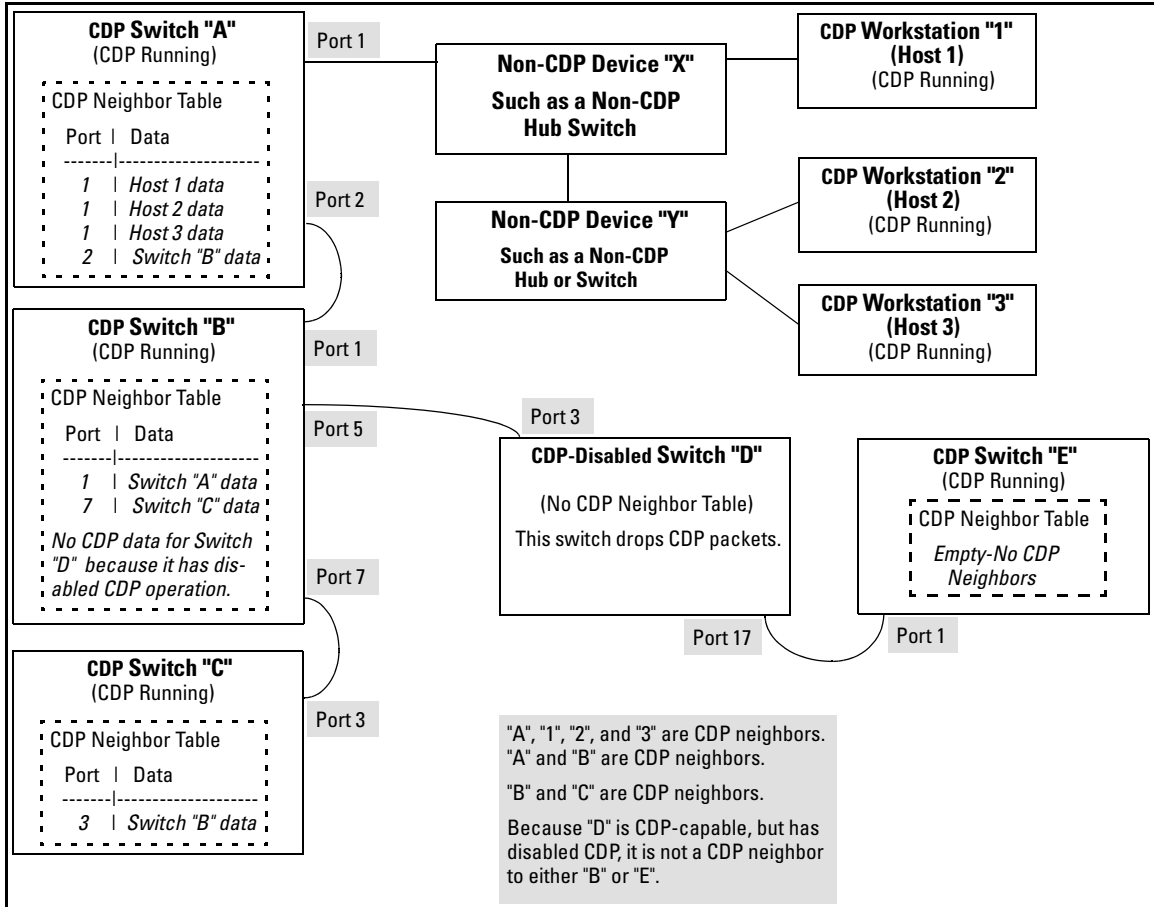 CDP Switch "A"
(CDP Running)
CDP Neighbor Table
Port | Data
-------|---------------------
1 | Host 1 data
1 | Host 2 data
1 | Host 3 data
2 | Switch "B" data
Port 1
Port 2
Non-CDP Device "X"
Such as a Non-CDP
Hub Switch
Non-CDP Device "Y"
Such as a Non-CDP
Hub or Switch
CDP Workstation "1"
(Host 1)
(CDP Running)
CDP Workstation "2"
(Host 2)
(CDP Running)
CDP Workstation "3"
(Host 3)
(CDP Running)
CDP Switch "B"
(CDP Running)
CDP Neighbor Table
Port | Data
-------|---------------------
1 | Switch "A" data
7 | Switch "C" data
No CDP data for Switch
"D" because it has dis-
abled CDP operation.
Port 1
Port 5
Port 7
Port 3
CDP-Disabled Switch "D"
(No CDP Neighbor Table)
This switch drops CDP packets.
Port 17
CDP Switch "E"
(CDP Running)
CDP Neighbor Table
Empty-No CDP
Neighbors
Port 1
CDP Switch "C"
(CDP Running)
CDP Neighbor Table
Port | Data
-------|---------------------
3 | Switch "B" data
Port 3
"A", "1", "2", and "3" are CDP neighbors.
"A" and "B" are CDP neighbors.
"B" and "C" are CDP neighbors.
Because "D" is CDP-capable, but has
disabled CDP, it is not a CDP neighbor
to either "B" or "E".